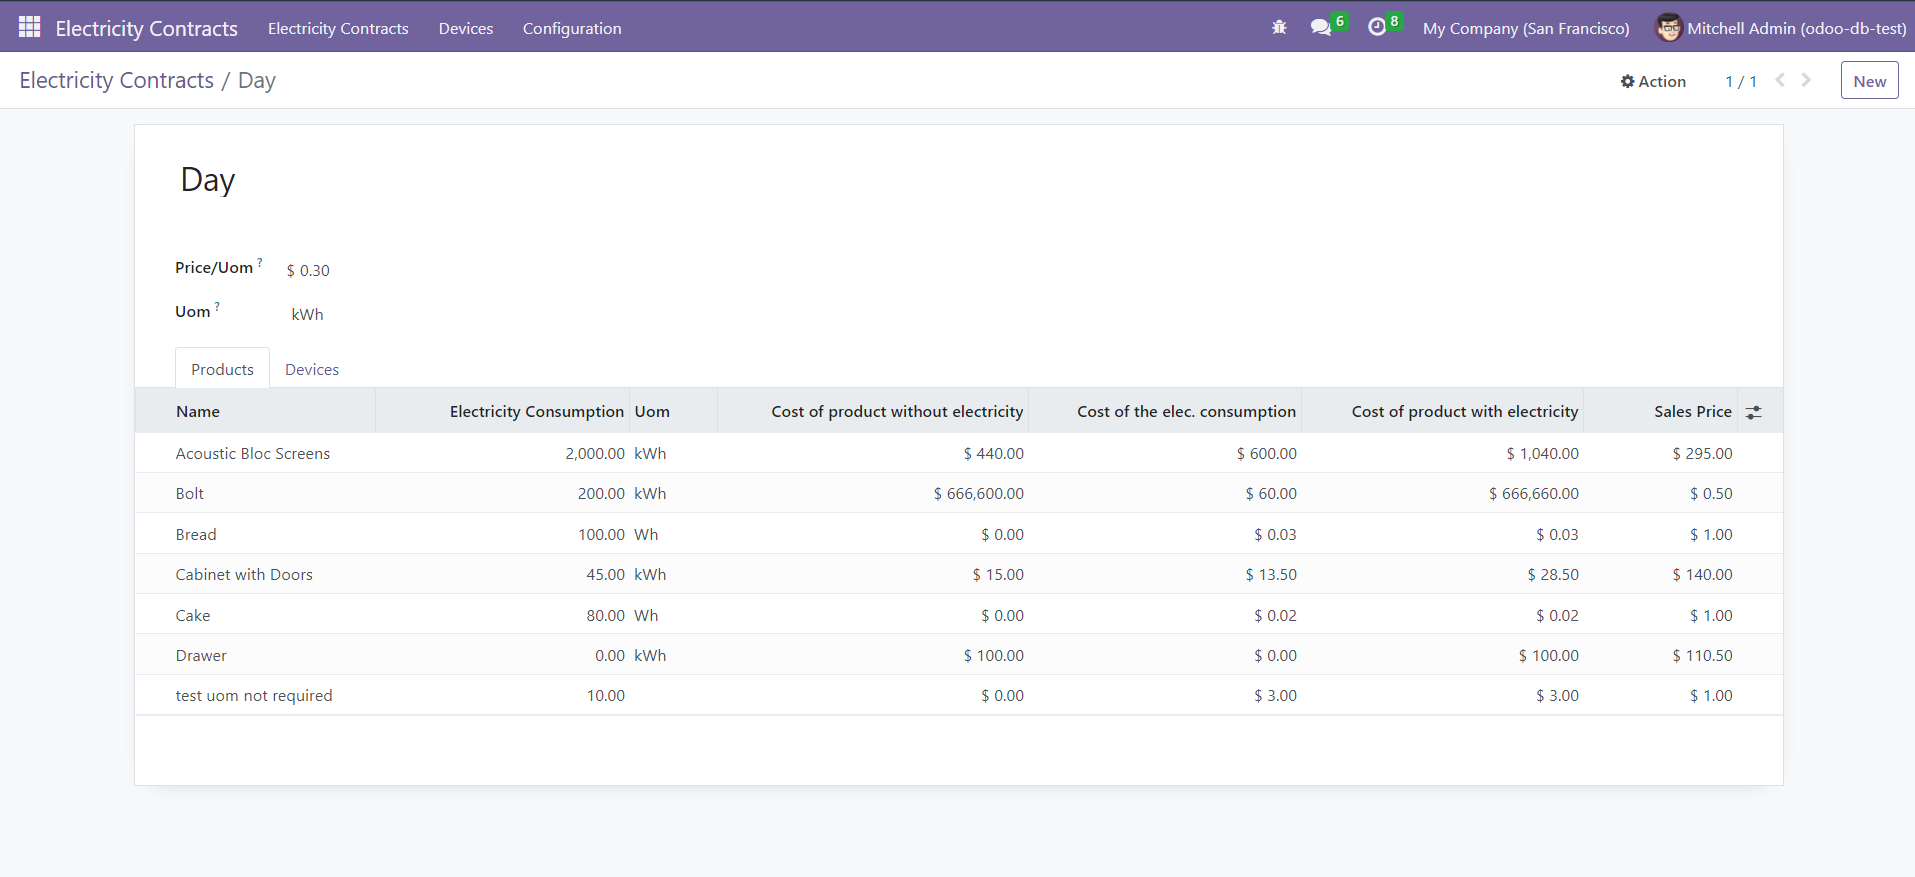 Electricity Contracts Electricity Contracts Devices Configuration 6 8 My Company (San Francisco) Mitchell Admin (odoo-db-test)
Electricity Contracts / Day Action 1 / 1 New
Day
Price/Uom ? $ 0.30
Uom ? kWh
Products Devices
Name Electricity Consumption Uom Cost of product without electricity Cost of the elec. consumption Cost of product with electricity Sales Price
Acoustic Bloc Screens 2,000.00 kWh $ 440.00 $ 600.00 $ 1,040.00 $ 295.00
Bolt 200.00 kWh $ 666,600.00 $ 60.00 $ 666,660.00 $ 0.50
Bread 100.00 Wh $ 0.00 $ 0.03 $ 0.03 $ 1.00
Cabinet with Doors 45.00 kWh $ 15.00 $ 13.50 $ 28.50 $ 140.00
Cake 80.00 Wh $ 0.00 $ 0.02 $ 0.02 $ 1.00
Drawer 0.00 kWh $ 100.00 $ 0.00 $ 100.00 $ 110.50
test uom not required 10.00 $ 0.00 $ 3.00 $ 3.00 $ 1.00